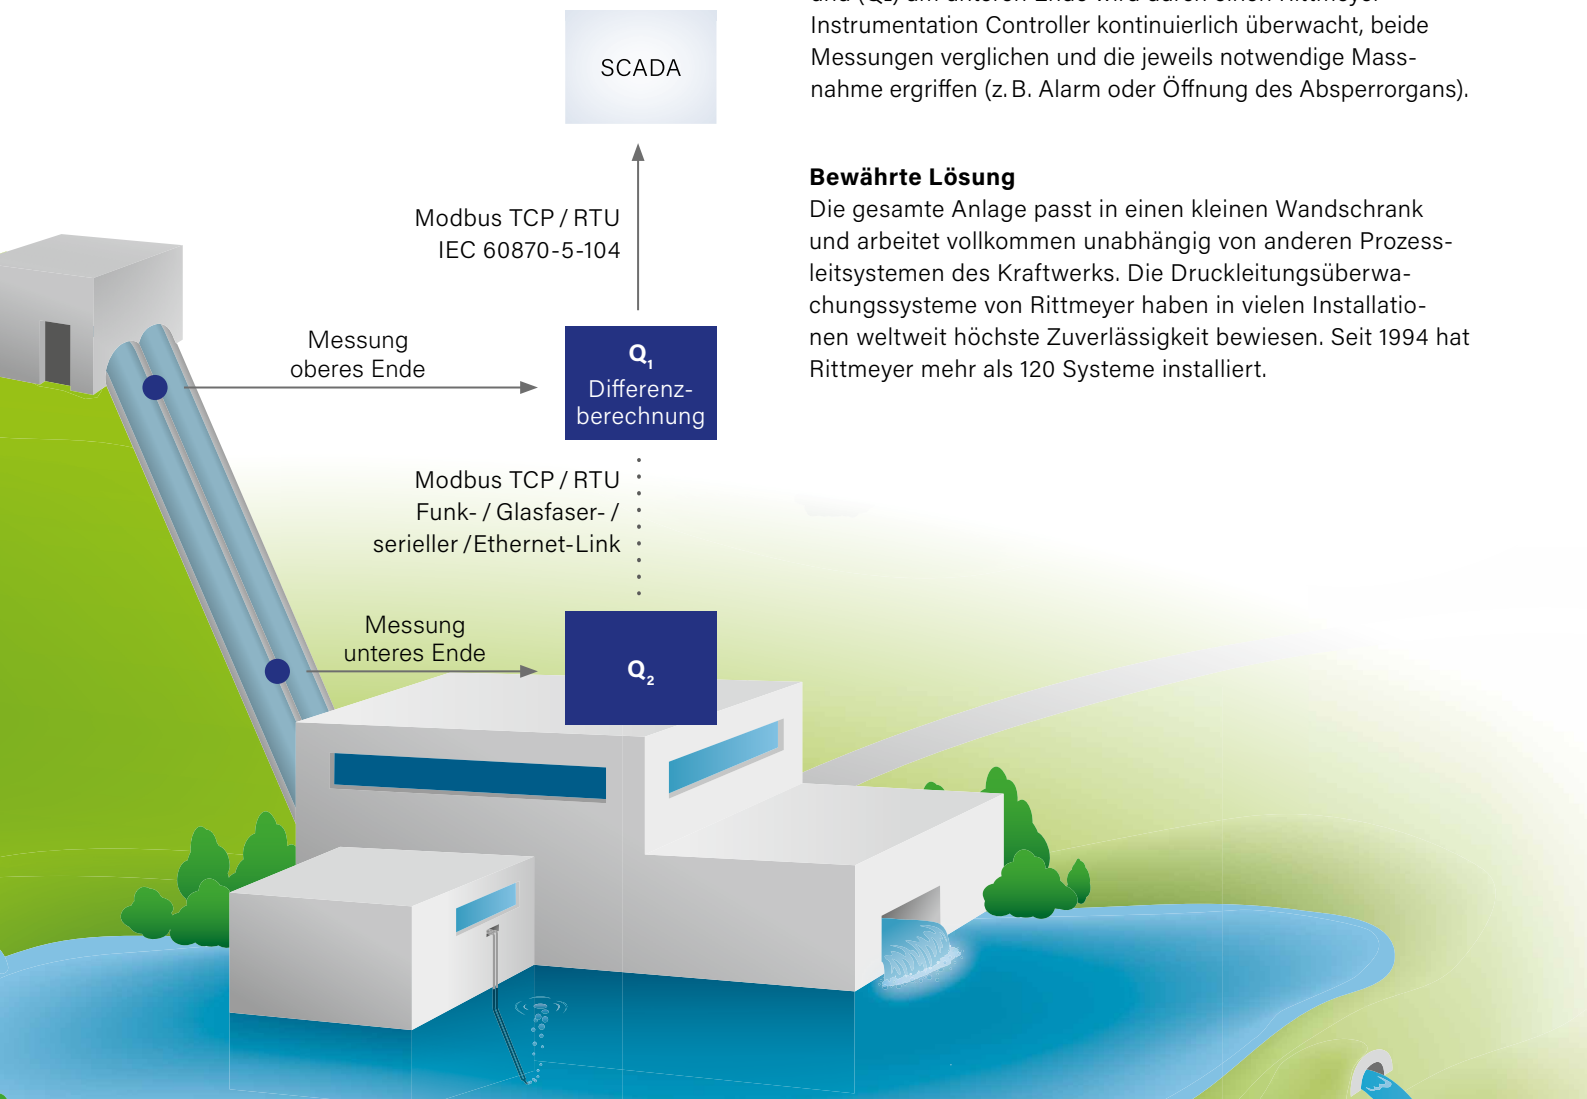 SCADA
Modbus TCP / RTU
IEC 60870-5-104
Messung
oberes Ende
Q₁
Differenz-
berechnung
Modbus TCP / RTU
Funk- / Glasfaser- /
serieller / Ethernet-Link
Messung
unteres Ende
Q₂
Instrumentation Controller kontinuierlich überwacht, beide
Messungen verglichen und die jeweils notwendige Mass-
nahme ergriffen (z. B. Alarm oder Öffnung des Absperrorgans).
Bewährte Lösung
Die gesamte Anlage passt in einen kleinen Wandschrank
und arbeitet vollkommen unabhängig von anderen Prozess-
leitsystemen des Kraftwerks. Die Druckleitungsüberwa-
chungssysteme von Rittmeyer haben in vielen Installatio-
nen weltweit höchste Zuverlässigkeit bewiesen. Seit 1994 hat
Rittmeyer mehr als 120 Systeme installiert.